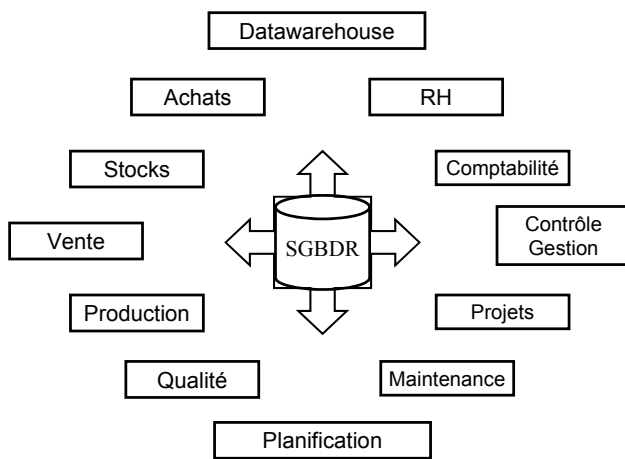 Datawarehouse
Achats
RH
Stocks
Comptabilité
Vente
SGBDR
Contrôle
Gestion
Production
Projets
Qualité
Maintenance
Planification